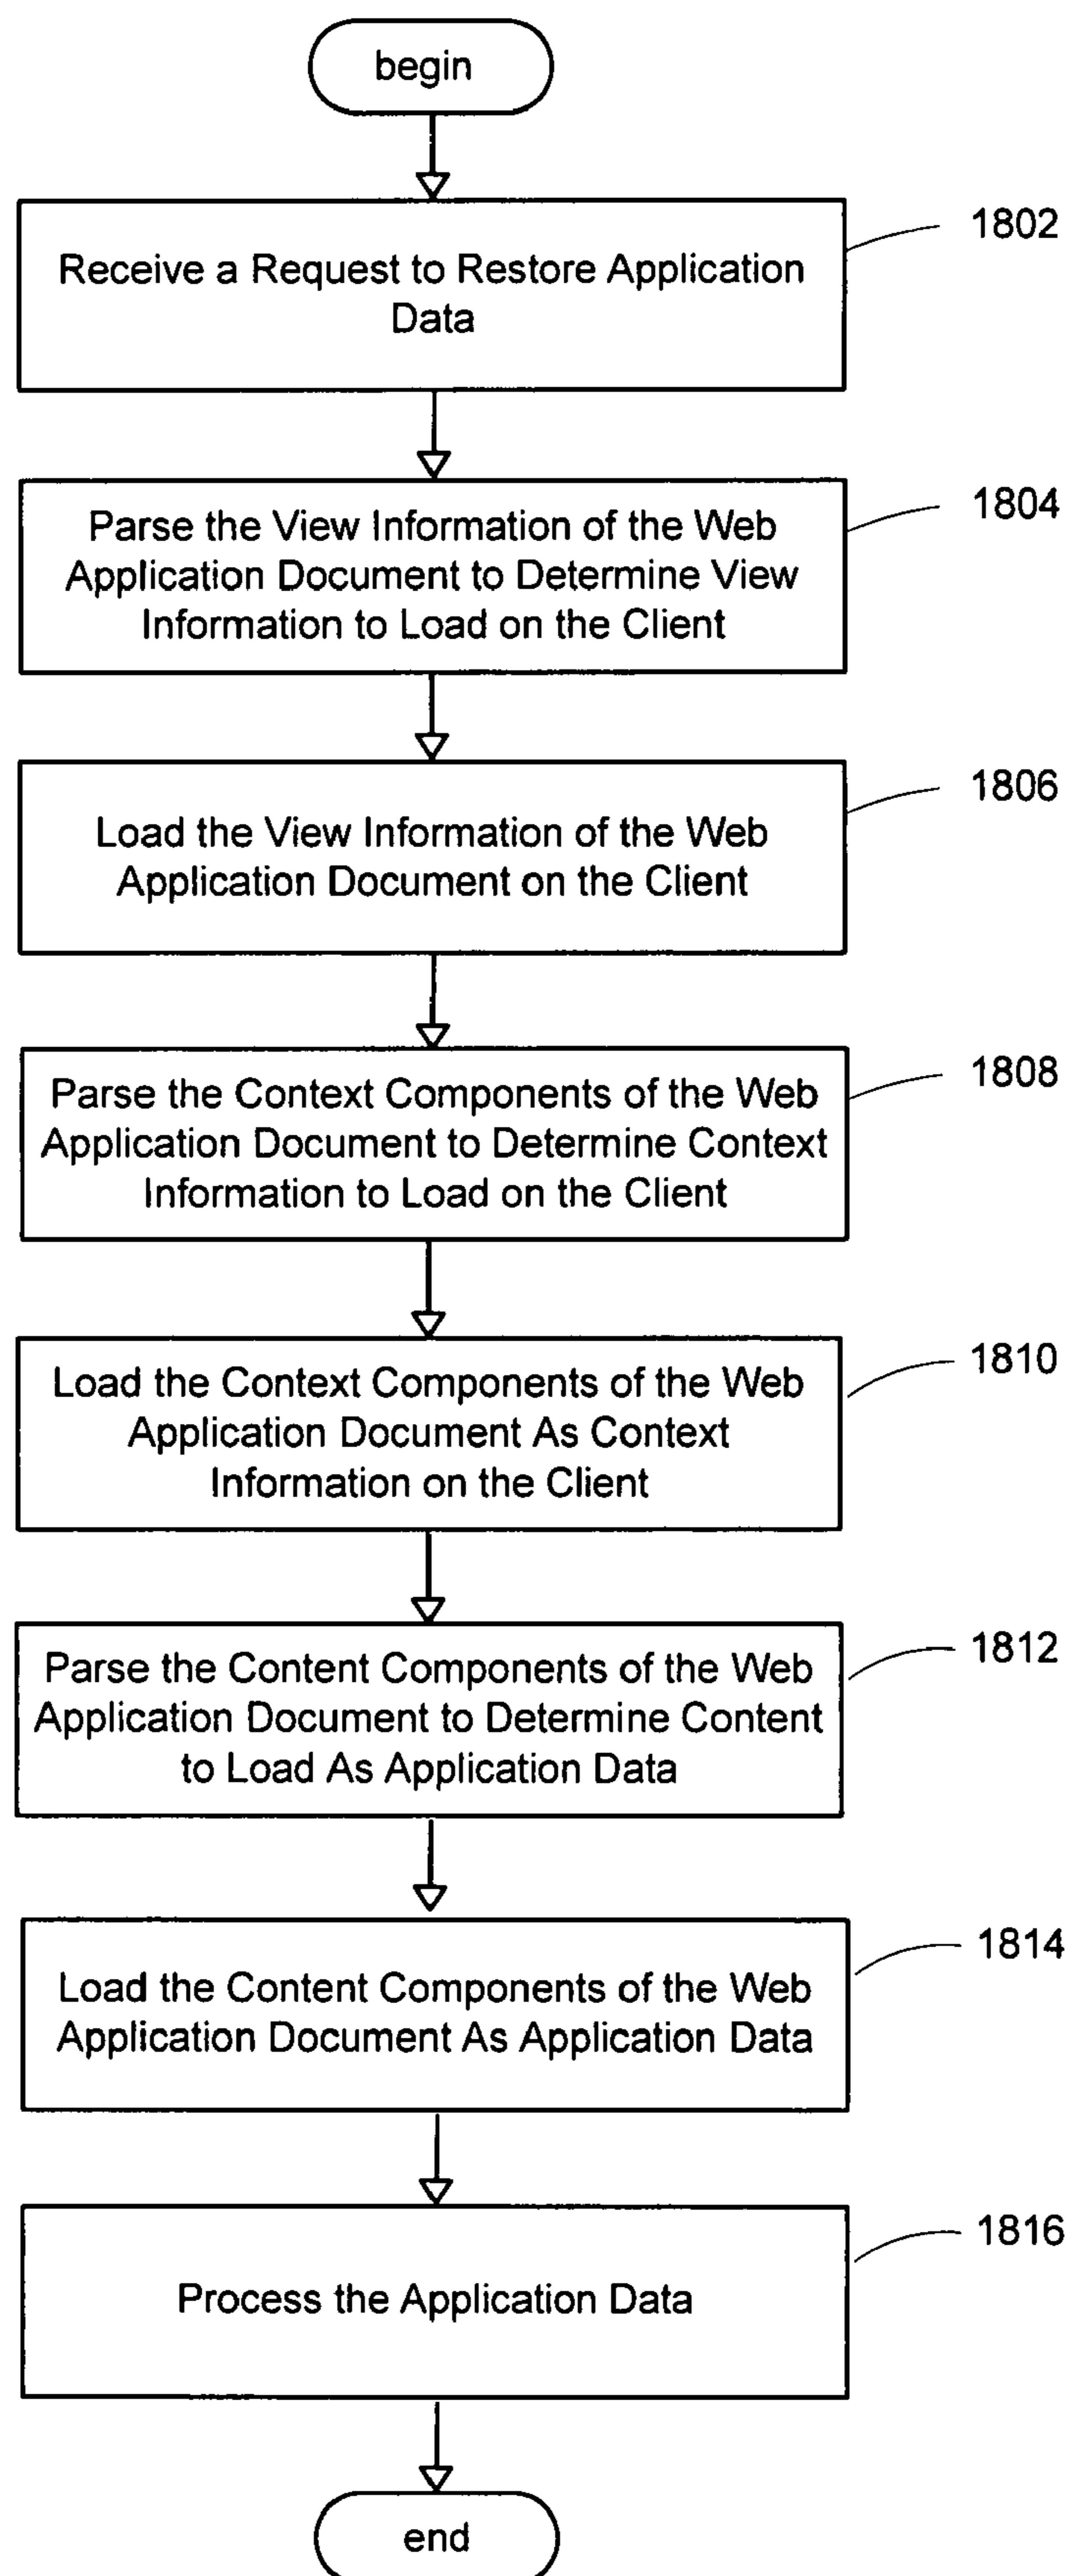 begin
1802
Receive a Request to Restore Application
Data
1804
Parse the View Information of the Web
Application Document to Determine View
Information to Load on the Client
1806
Load the View Information of the Web
Application Document on the Client
1808
Parse the Context Components of the Web
Application Document to Determine Context
Information to Load on the Client
1810
Load the Context Components of the Web
Application Document As Context
Information on the Client
1812
Parse the Content Components of the Web
Application Document to Determine Content
to Load As Application Data
1814
Load the Content Components of the Web
Application Document As Application Data
1816
Process the Application Data
end